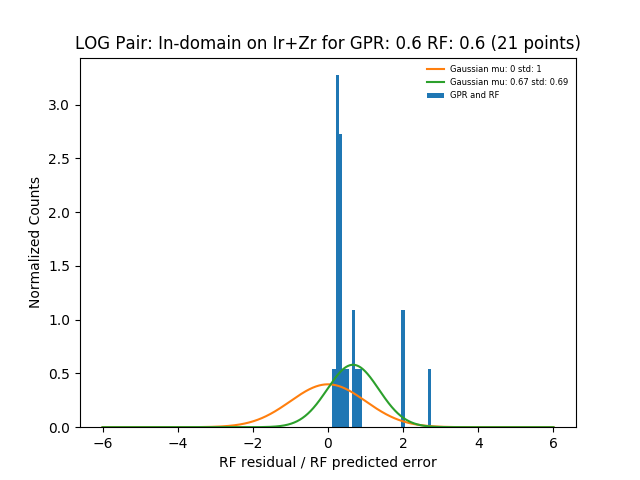 LOG Pair: In-domain on Ir+Zr for GPR: 0.6 RF: 0.6 (21 points)
Gaussian mu: 0 std: 1
Gaussian mu: 0.67 std: 0.69
GPR and RF
Normalized Counts
3.0
2.5
2.0
1.5
1.0
0.5
0.0
−6 −4 −2 0 2 4 6
RF residual / RF predicted error